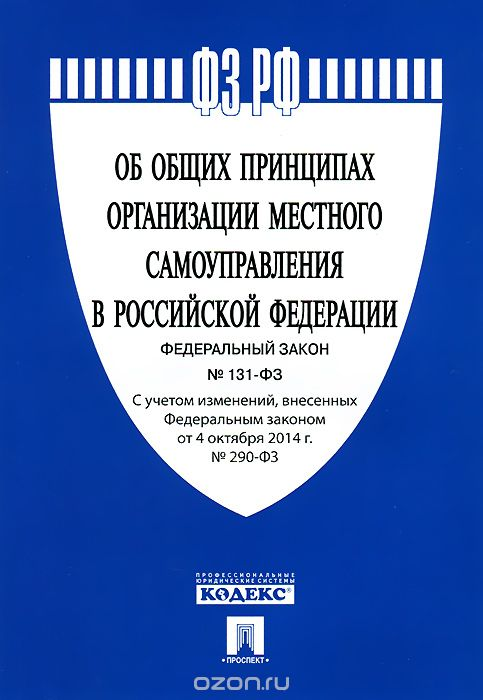 ФЗ РФ
ОБ ОБЩИХ ПРИНЦИПАХ
ОРГАНИЗАЦИИ МЕСТНОГО
САМОУПРАВЛЕНИЯ
В РОССИЙСКОЙ ФЕДЕРАЦИИ
ФЕДЕРАЛЬНЫЙ ЗАКОН
№ 131-ФЗ
С учетом изменений, внесенных
Федеральным законом
от 4 октября 2014 г.
№ 290-ФЗ
ПРОФЕССИОНАЛЬНЫЕ
ЮРИДИЧЕСКИЕ СИСТЕМЫ
КОДЕКС®
•ПРОСПЕКТ•
ozon.ru